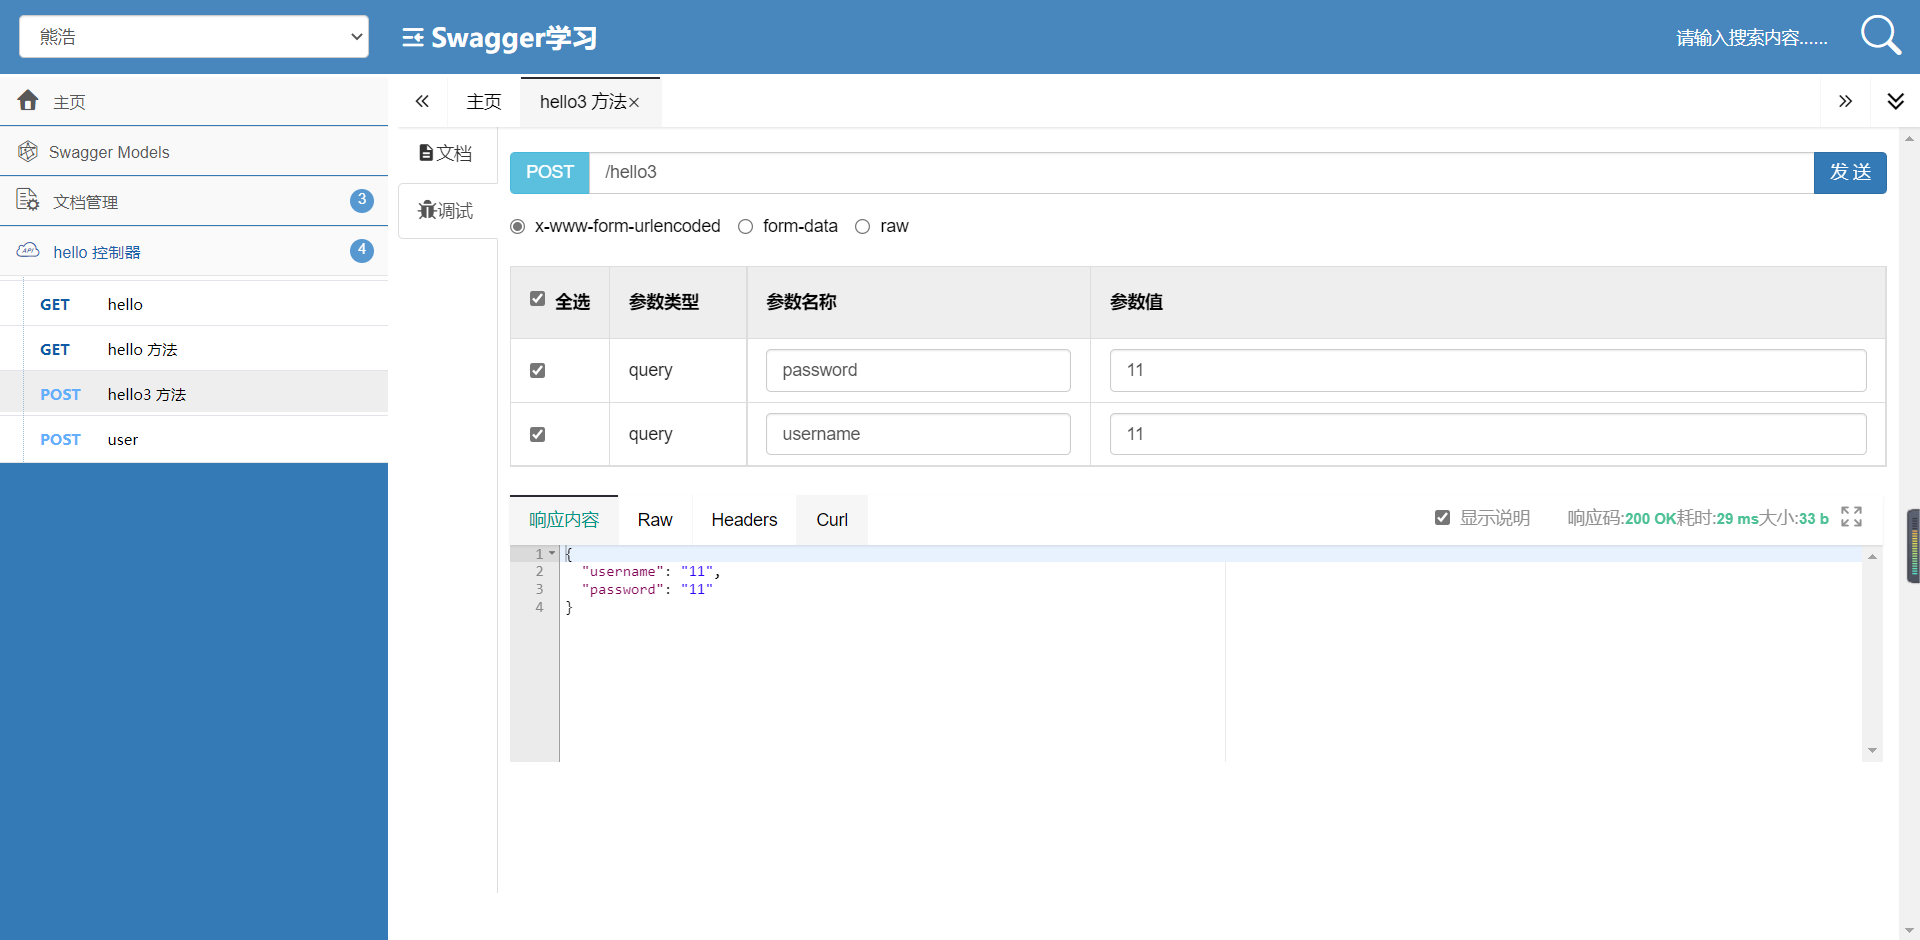 熊浩
Swagger学习
请输入搜索内容......
主页
Swagger Models
文档管理 3
hello 控制器 4
GET hello
GET hello 方法
POST hello3 方法
POST user
主页 hello3 方法×
文档
调试
POST /hello3 发 送
x-www-form-urlencoded form-data raw
全选 参数类型 参数名称 参数值
query password 11
query username 11
响应内容 Raw Headers Curl 显示说明 响应码:200 OK耗时:29 ms大小:33 b
1 {
2 "username": "11",
3 "password": "11"
4 }